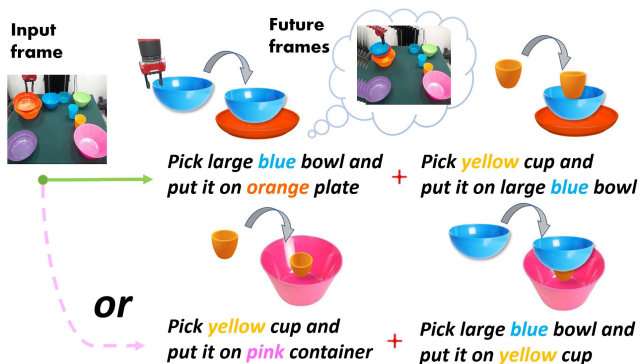 Input
frame
Future
frames
Pick large blue bowl and
put it on orange plate
+
Pick yellow cup and
put it on large blue bowl
or
Pick yellow cup and
put it on pink container
+
Pick large blue bowl and
put it on yellow cup